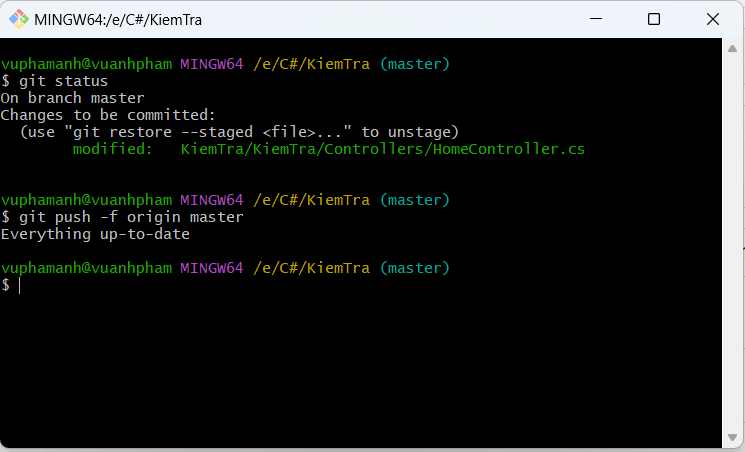 MINGW64:/e/C#/KiemTra
vuphamanh@vuanhpham MINGW64 /e/C#/KiemTra (master)
$ git status
On branch master
Changes to be committed:
  (use "git restore --staged <file>..." to unstage)
        modified:   KiemTra/KiemTra/Controllers/HomeController.cs
vuphamanh@vuanhpham MINGW64 /e/C#/KiemTra (master)
$ git push -f origin master
Everything up-to-date
vuphamanh@vuanhpham MINGW64 /e/C#/KiemTra (master)
$